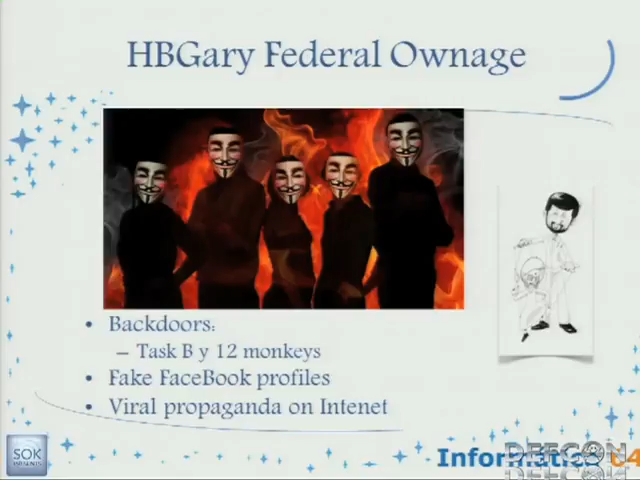 HBGary Federal Ownage
• Backdoors:
– Task B y 12 monkeys
• Fake FaceBook profiles
• Viral propaganda on Intenet
SOK
DEFCON